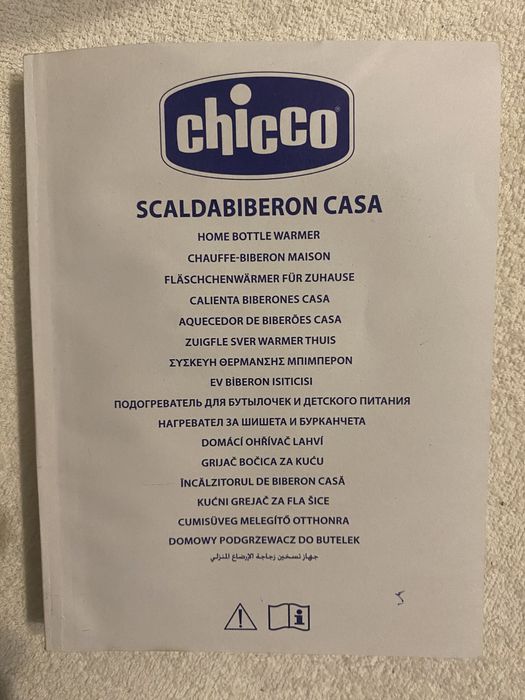 chicco®
SCALDABIBERON CASA
HOME BOTTLE WARMER
CHAUFFE-BIBERON MAISON
FLÄSCHCHENWÄRMER FÜR ZUHAUSE
CALIENTA BIBERONES CASA
AQUECEDOR DE BIBERÕES CASA
ZUIGFLE SVER WARMER THUIS
ΣΥΣΚΕΥΗ ΘΕΡΜΑΝΣΗΣ ΜΠΙΜΠΕΡΟΝ
EV BİBERON ISITICISI
ПОДОГРЕВАТЕЛЬ ДЛЯ БУТЫЛОЧЕК И ДЕТСКОГО ПИТАНИЯ
НАГРЕВАТЕЛ ЗА ШИШЕТА И БУРКАНЧЕТА
DOMÁCÍ OHŘÍVAČ LAHVÍ
GRIJAČ BOČICA ZA KUĆU
ÎNCĂLZITORUL DE BIBERON CASĂ
KUĆNI GREJAČ ZA FLA ŠICE
CUMISÜVEG MELEGÍTŐ OTTHONRA
DOMOWY PODGRZEWACZ DO BUTELEK
جهاز تسخين زجاجة الإرضاع المنزلي